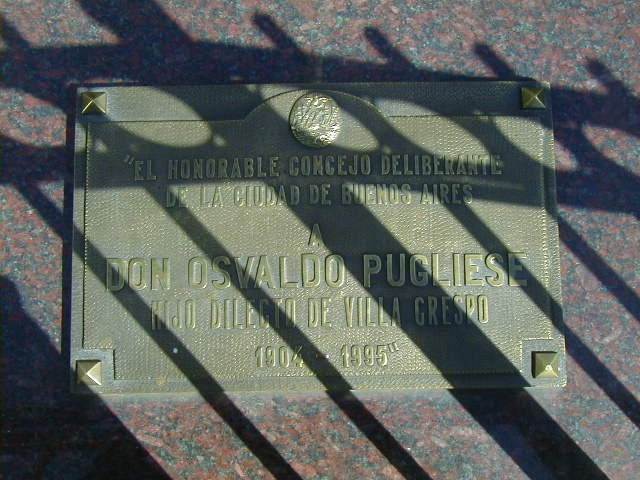 "EL HONORABLE CONCEJO DELIBERANTE
DE LA CIUDAD DE BUENOS AIRES
A
DON OSVALDO PUGLIESE
HIJO DILECTO DE VILLA CRESPO
1904 - 1995"